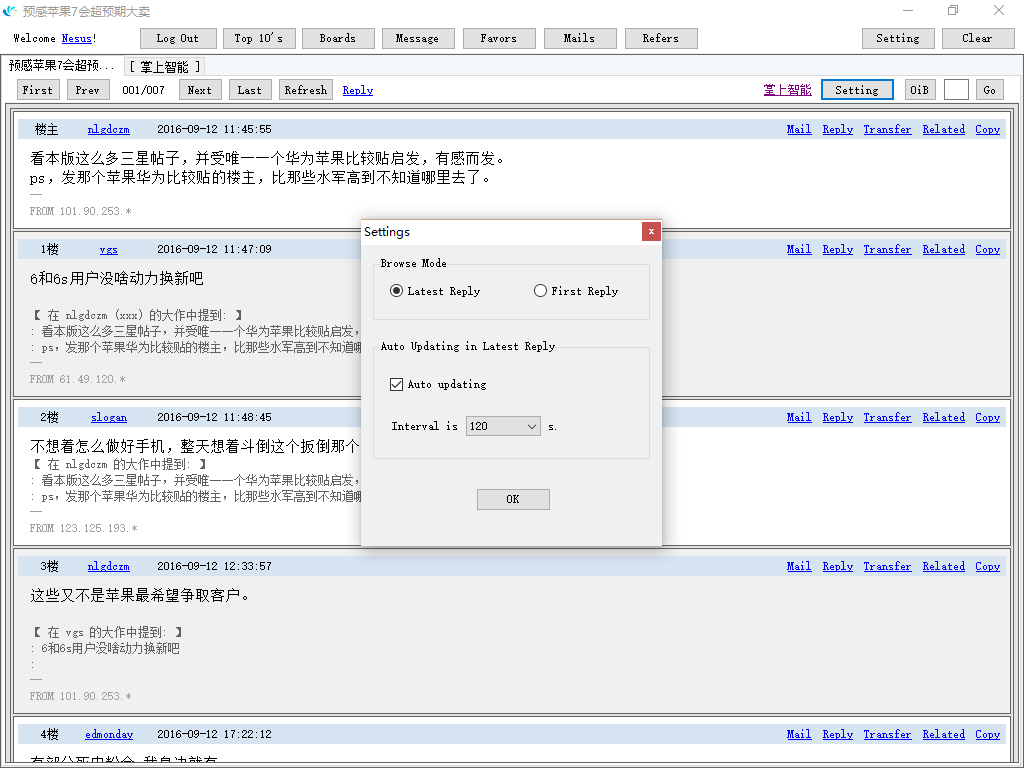 预感苹果7会超预期大卖
Welcome Nesus!
Log Out
Top 10's
Boards
Message
Favors
Mails
Refers
Setting
Clear
预感苹果7会超预...
[ 掌上智能 ]
First
Prev
001/007
Next
Last
Refresh
Reply
掌上智能
Setting
OiB
Go
楼主 nlgdczm 2016-09-12 11:45:55 Mail Reply Transfer Related Copy
看本版这么多三星帖子，并受唯一一个华为苹果比较贴启发，有感而发。
ps，发那个苹果华为比较贴的楼主，比那些水军高到不知道哪里去了。
—
FROM 101.90.253.*
1楼 vgs 2016-09-12 11:47:09 Mail Reply Transfer Related Copy
6和6s用户没啥动力换新吧
【 在 nlgdczm (xxx) 的大作中提到: 】
: 看本版这么多三星帖子，并受唯一一个华为苹果比较贴启发，
: ps，发那个苹果华为比较贴的楼主，比那些水军高到不知道哪
—
FROM 61.49.120.*
2楼 slogan 2016-09-12 11:48:45 Mail Reply Transfer Related Copy
不想着怎么做好手机，整天想着斗倒这个扳倒那个
【 在 nlgdczm 的大作中提到: 】
: 看本版这么多三星帖子，并受唯一一个华为苹果比较贴启发，
: ps，发那个苹果华为比较贴的楼主，比那些水军高到不知道哪
—
FROM 123.125.193.*
3楼 nlgdczm 2016-09-12 12:33:57 Mail Reply Transfer Related Copy
这些又不是苹果最希望争取客户。
【 在 vgs 的大作中提到: 】
: 6和6s用户没啥动力换新吧
:
—
FROM 101.90.253.*
4楼 edmonday 2016-09-12 17:22:12 Mail Reply Transfer Related Copy
Settings
x
Browse Mode
Latest Reply
First Reply
Auto Updating in Latest Reply
Auto updating
Interval is 120 s.
OK